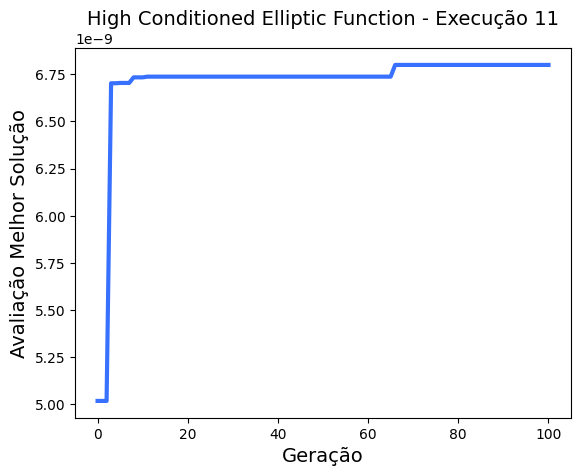 High Conditioned Elliptic Function - Execução 11
1e−9
6.75
6.50
6.25
6.00
5.75
5.50
5.25
5.00
Avaliação Melhor Solução
0 20 40 60 80 100
Geração